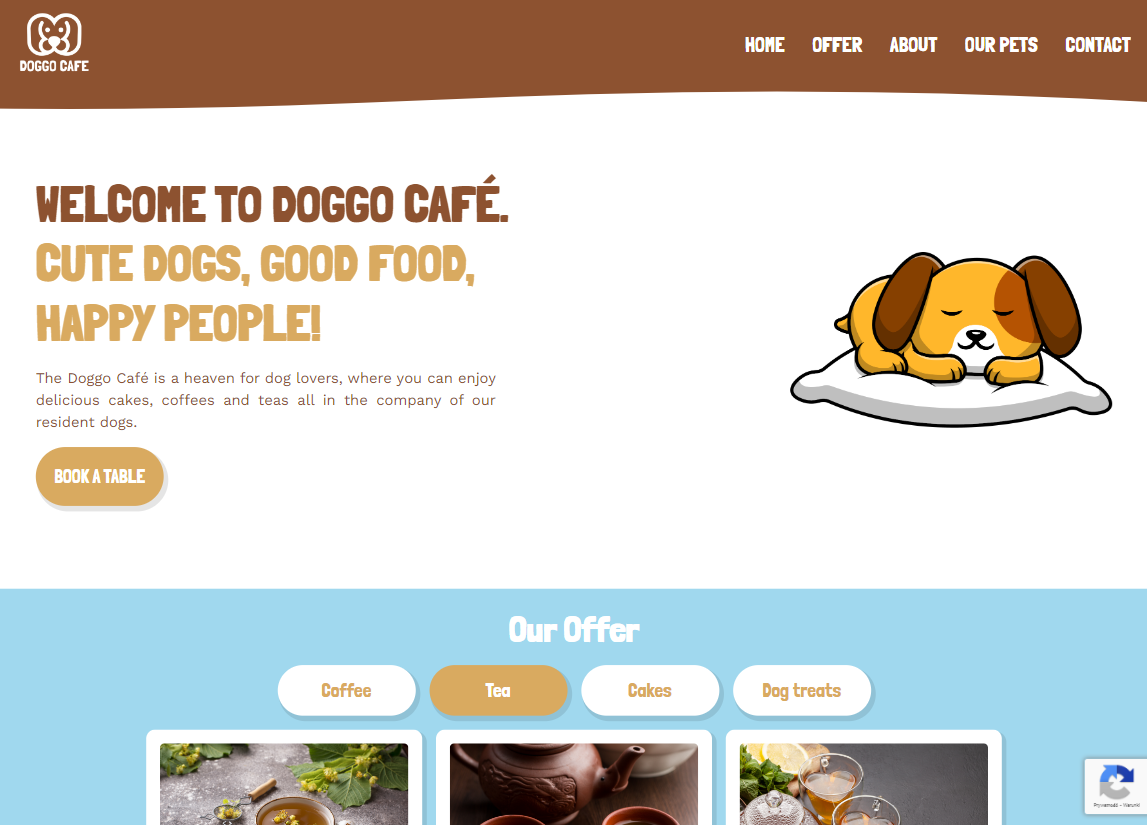 DOGGO CAFE
HOME OFFER ABOUT OUR PETS CONTACT
WELCOME TO DOGGO CAFÉ.
CUTE DOGS, GOOD FOOD,
HAPPY PEOPLE!
The Doggo Café is a heaven for dog lovers, where you can enjoy
delicious cakes, coffees and teas all in the company of our
resident dogs.
BOOK A TABLE
Our Offer
Coffee Tea Cakes Dog treats
Prywatność - Warunki